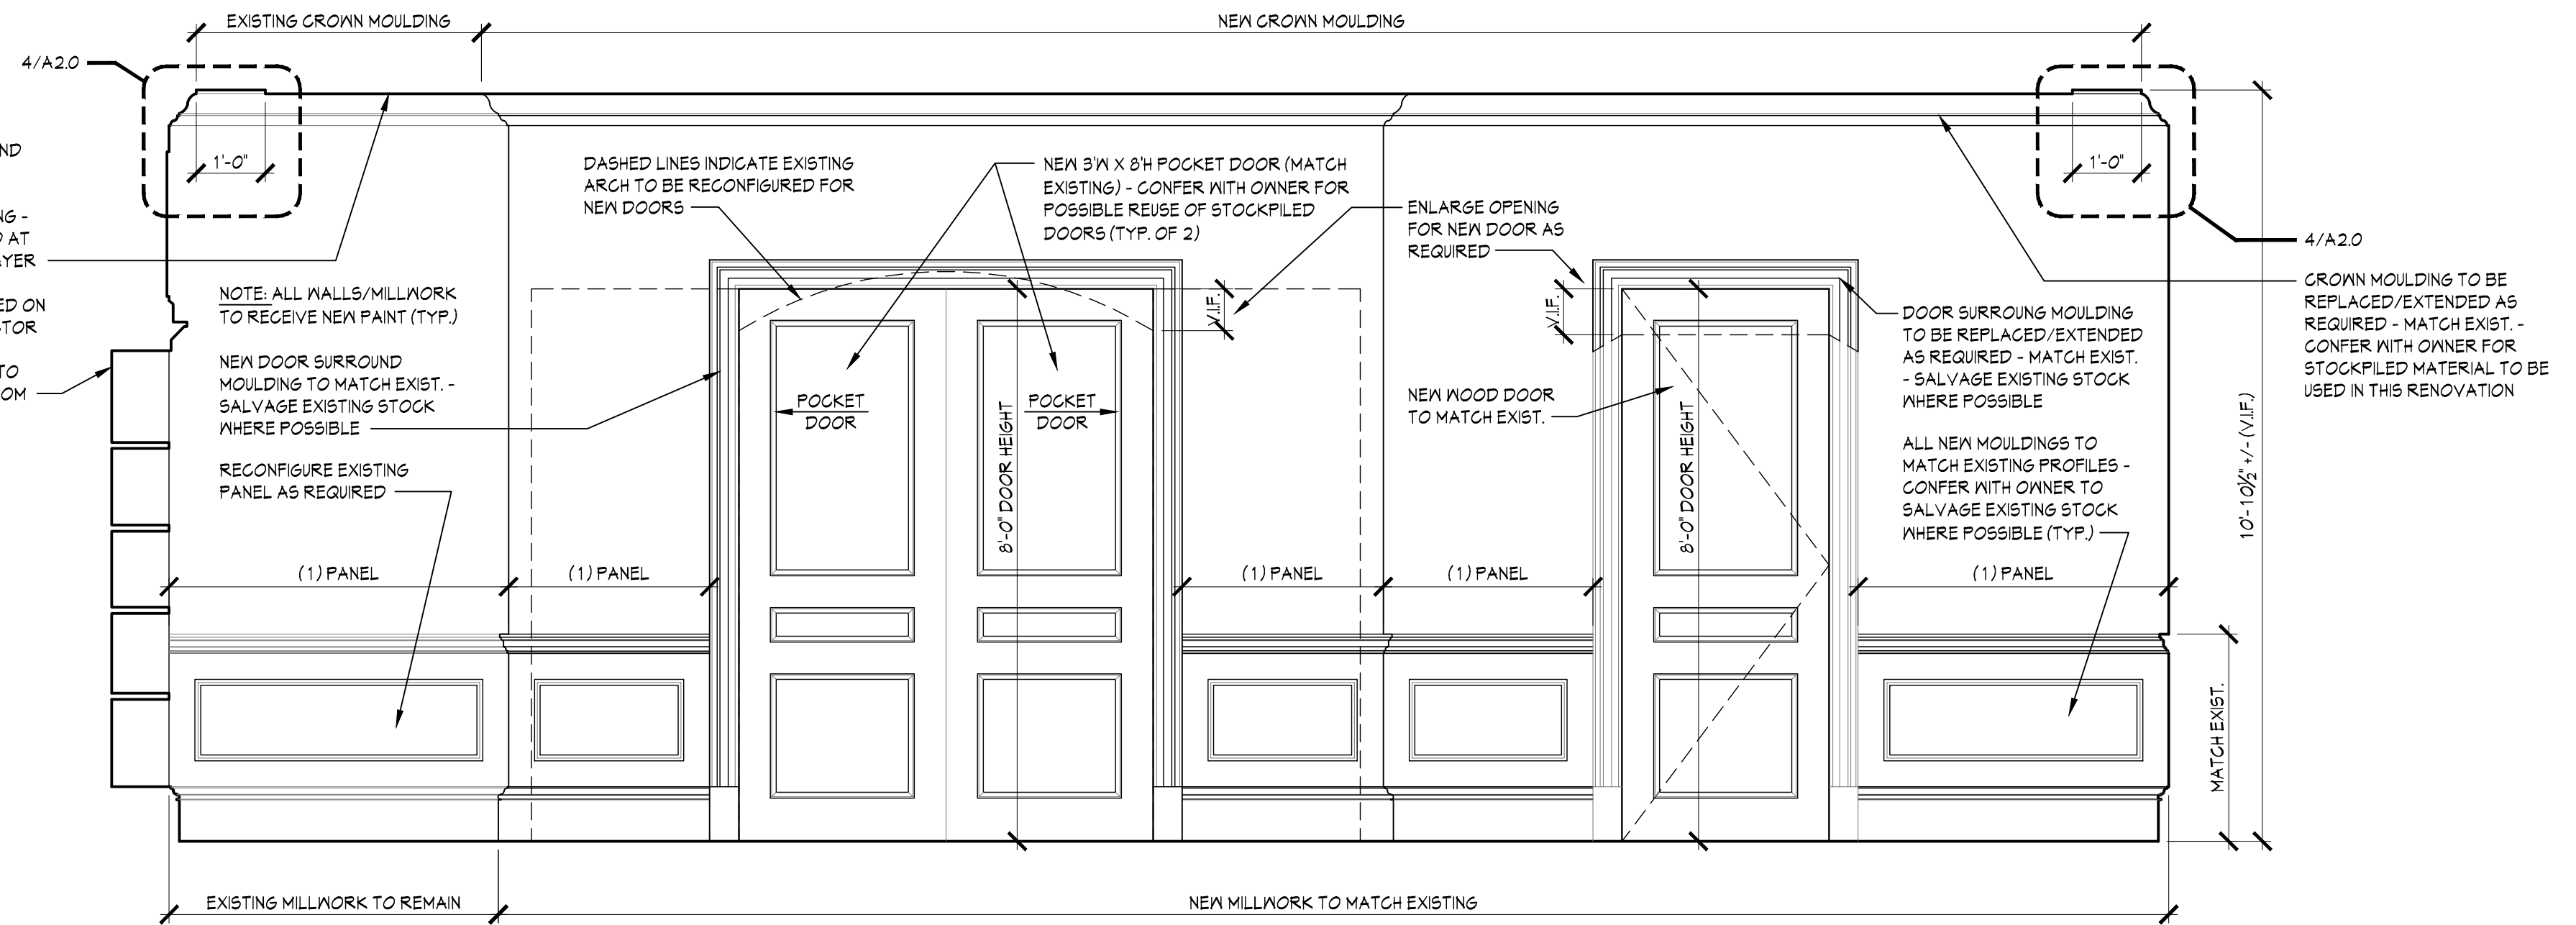 EXISTING CROWN MOULDING
NEW CROWN MOULDING
4/A2.0
1'-0"
1'-0"
4/A2.0
ND
NG -
D AT
YER
ED ON
TOR
TO
OM
DASHED LINES INDICATE EXISTING
ARCH TO BE RECONFIGURED FOR
NEW DOORS
NEW 3'W X 8'H POCKET DOOR (MATCH
EXISTING) - CONFER WITH OWNER FOR
POSSIBLE REUSE OF STOCKPILED
DOORS (TYP. OF 2)
ENLARGE OPENING
FOR NEW DOOR AS
REQUIRED
NOTE: ALL WALLS/MILLWORK
TO RECEIVE NEW PAINT (TYP.)
NEW DOOR SURROUND
MOULDING TO MATCH EXIST. -
SALVAGE EXISTING STOCK
WHERE POSSIBLE
RECONFIGURE EXISTING
PANEL AS REQUIRED
V.I.F.
V.I.F.
POCKET
DOOR
POCKET
DOOR
8'-0" DOOR HEIGHT
8'-0" DOOR HEIGHT
NEW WOOD DOOR
TO MATCH EXIST.
DOOR SURROUNG MOULDING
TO BE REPLACED/EXTENDED
AS REQUIRED - MATCH EXIST.
- SALVAGE EXISTING STOCK
WHERE POSSIBLE
ALL NEW MOULDINGS TO
MATCH EXISTING PROFILES -
CONFER WITH OWNER TO
SALVAGE EXISTING STOCK
WHERE POSSIBLE (TYP.)
CROWN MOULDING TO BE
REPLACED/EXTENDED AS
REQUIRED - MATCH EXIST. -
CONFER WITH OWNER FOR
STOCKPILED MATERIAL TO BE
USED IN THIS RENOVATION
10'-10½" +/- (V.I.F.)
(1) PANEL
(1) PANEL
(1) PANEL
(1) PANEL
(1) PANEL
MATCH EXIST.
EXISTING MILLWORK TO REMAIN
NEW MILLWORK TO MATCH EXISTING